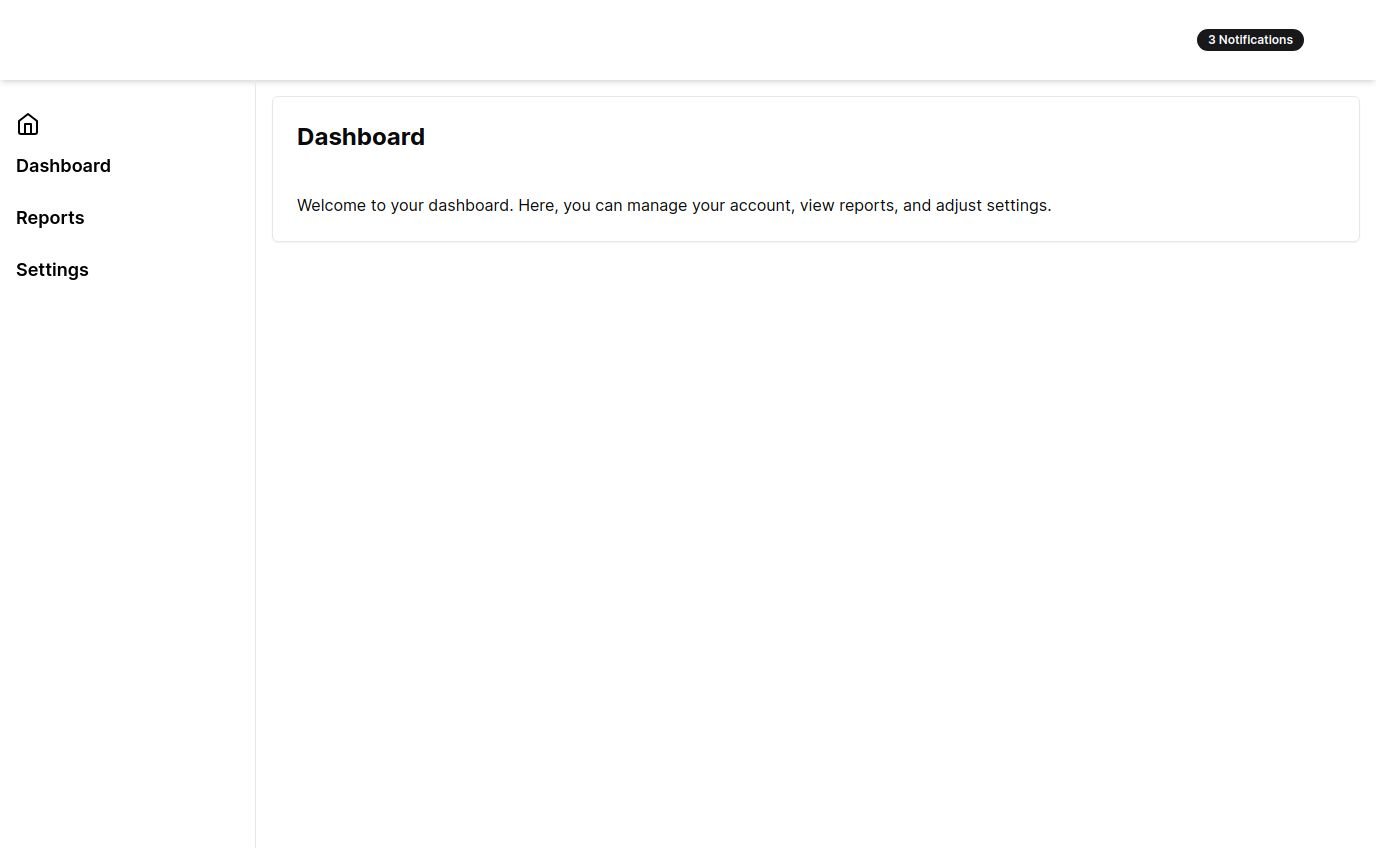 3 Notifications
Dashboard
Reports
Settings
Dashboard
Welcome to your dashboard. Here, you can manage your account, view reports, and adjust settings.